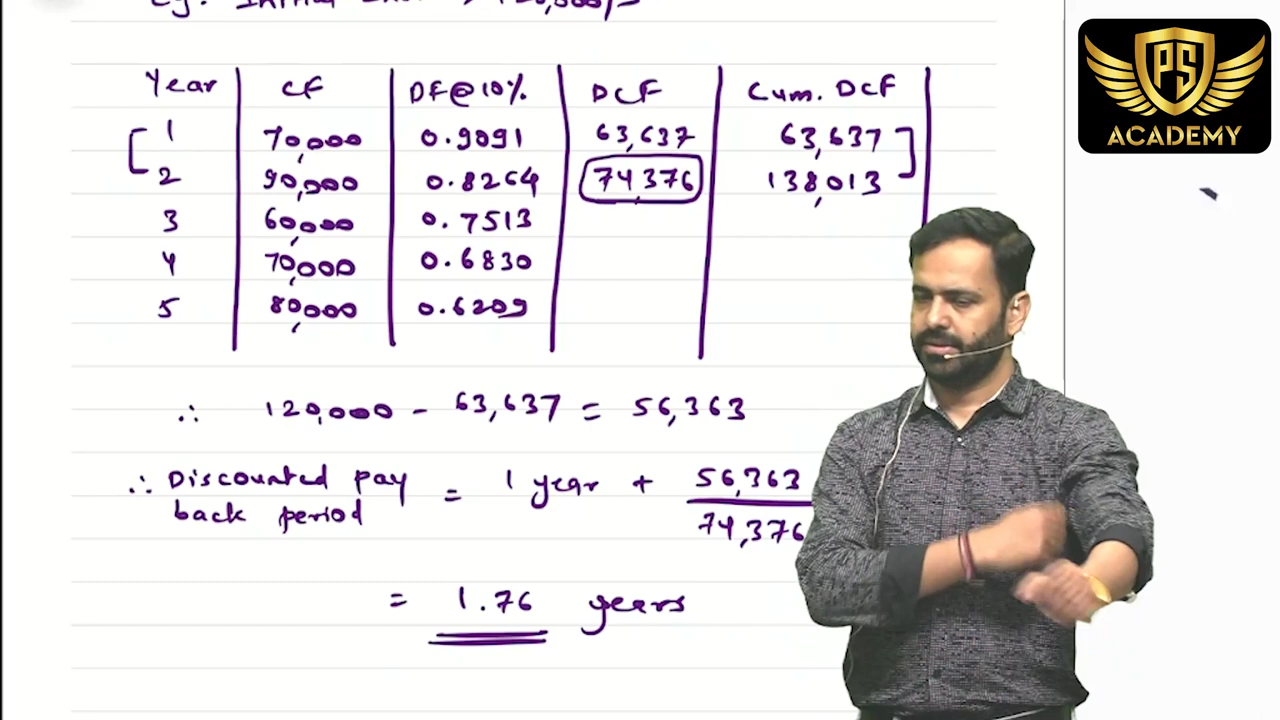 Eg: Initial
Year CF DF@10% DCF Cum. DCF
1 70,000 0.9091 63,637 63,637
2 90,000 0.8264 74,376 138,013
3 60,000 0.7513
4 70,000 0.6830
5 80,000 0.6209
∴ 120,000 - 63,637 = 56,363
∴ Discounted pay back period = 1 year + 56,363 / 74,376
= 1.76 years
PS
ACADEMY